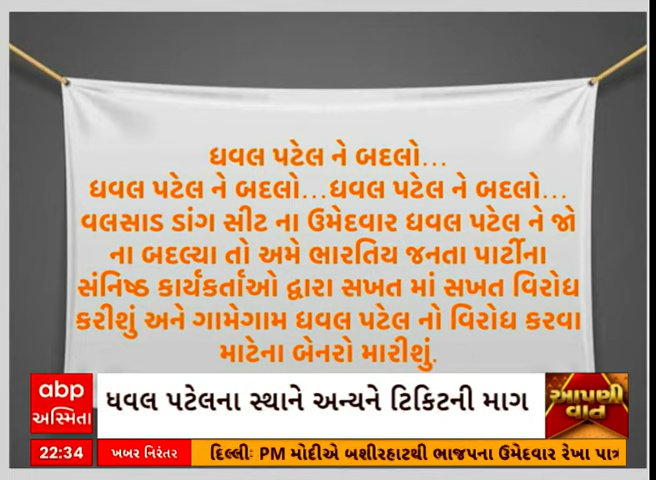 ધવલ પટેલ ને બદલો...
ધવલ પટેલ ને બદલો...ધવલ પટેલ ને બદલો...
વલસાડ ડાંગ સીટ ના ઉમેદવાર ધવલ પટેલ ને જો
ના બદલ્યા તો અમે ભારતિય જનતા પાર્ટીના
સંનિષ્ઠ કાર્યંકર્તાંઓ દ્વારા સખત માં સખત વિરોધ
કરીશું અને ગામેગામ ધવલ પટેલ નો વિરોધ કરવા
માટેના બેનરો મારીશું.
abp
અસ્મિતા
ધવલ પટેલના સ્થાને અન્યને ટિકિટની માગ
આપણી
વાત
22:34
ખબર નિરંતર
દિલ્લીઃ PM મોદીએ બશીરહાટથી ભાજપના ઉમેદવાર રેખા પાત્ર